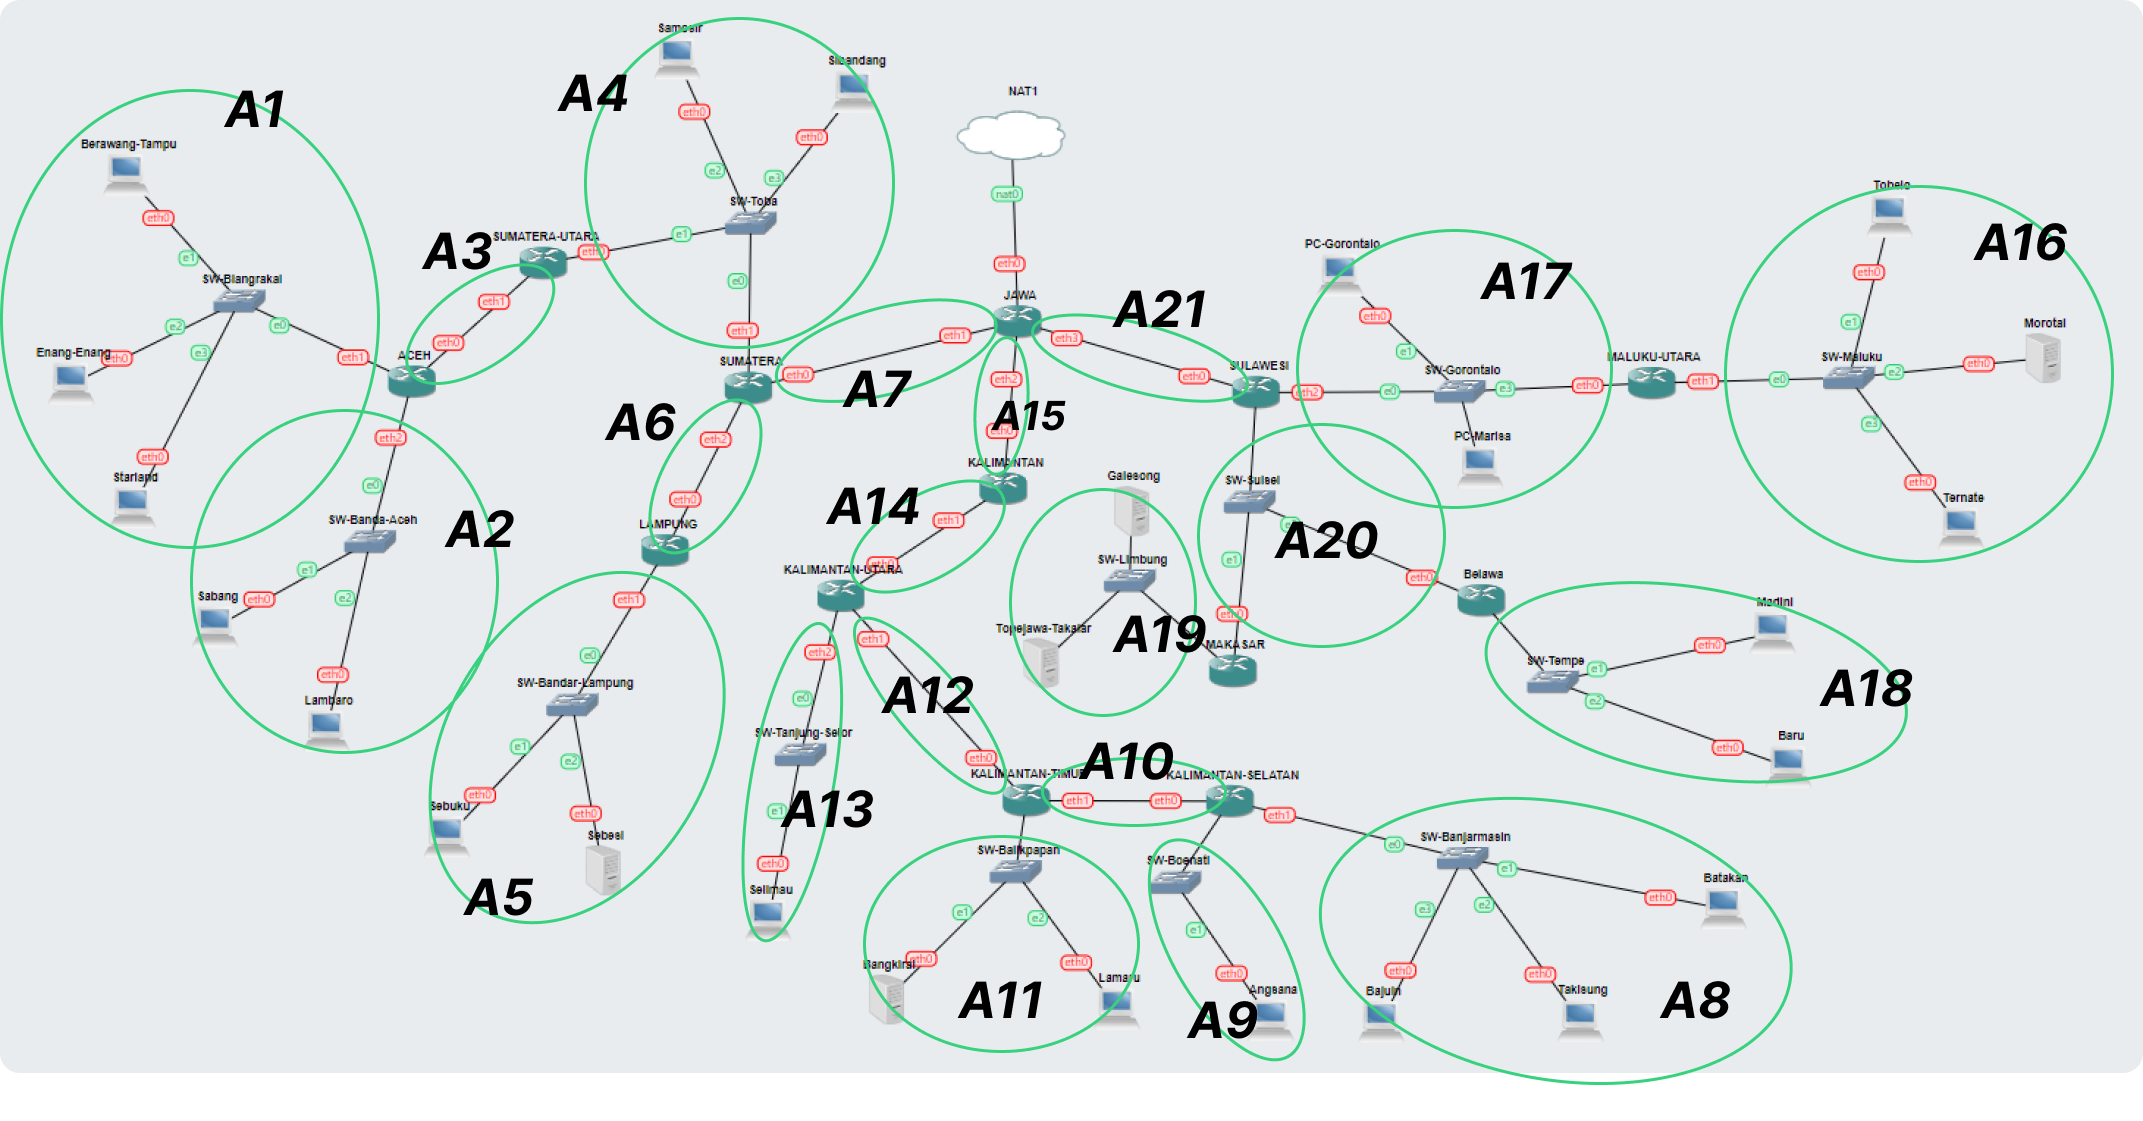 Samosir
Sibandang
A4
A1
NAT1
Berawang-Tampu
eth0
eth0
e2
e3
nat0
eth0
SW-Toba
e1
e1
SUMATERA-UTARA
eth0
A3
eth0
SW-Blangrakal
e0
e2
e0
e3
eth1
eth0
Enang-Enang
eth0
eth1
ACEH
eth1
SUMATERA
eth0
eth1
A7
JAWA
A21
eth3
eth0
SULAWESI
eth2
A15
eth0
KALIMANTAN
PC-Gorontalo
A17
eth0
e1
SW-Gorontalo
eth2
e0
e3
eth0
PC-Marisa
MALUKU-UTARA
eth1
Tobelo
A16
eth0
e1
Morotai
SW-Maluku
e0
e2
eth0
e3
eth0
Ternate
eth0
Starland
eth2
e0
SW-Banda-Aceh
A2
e1
Sabang
eth0
e2
eth0
Lambaro
A6
eth2
eth0
LAMPUNG
eth1
e0
SW-Bandar-Lampung
e1
e2
eth0
Sebuku
eth0
Sebesi
A5
A14
eth1
eth0
KALIMANTAN-UTARA
eth2
eth1
A12
e0
SW-Tanjung-Selor
e1
A13
eth0
Selimau
eth0
KALIMANTAN-TIMUR
A10
KALIMANTAN-SELATAN
eth1
eth0
eth1
Galesong
SW-Limbung
Topejawa-Takalar
A19
SW-Sulsel
A20
e1
eth0
eth0
MAKASAR
Belawa
Madini
eth0
SW-Tempe
e1
e2
A18
eth0
Baru
SW-Balikpapan
e1
e2
eth0
Bangkirai
eth0
Lamaru
A11
SW-Boenati
e1
eth0
Angsana
A9
SW-Banjarmasin
e0
e1
e3
e2
eth0
Batakan
eth0
Bajuin
eth0
Takisung
A8